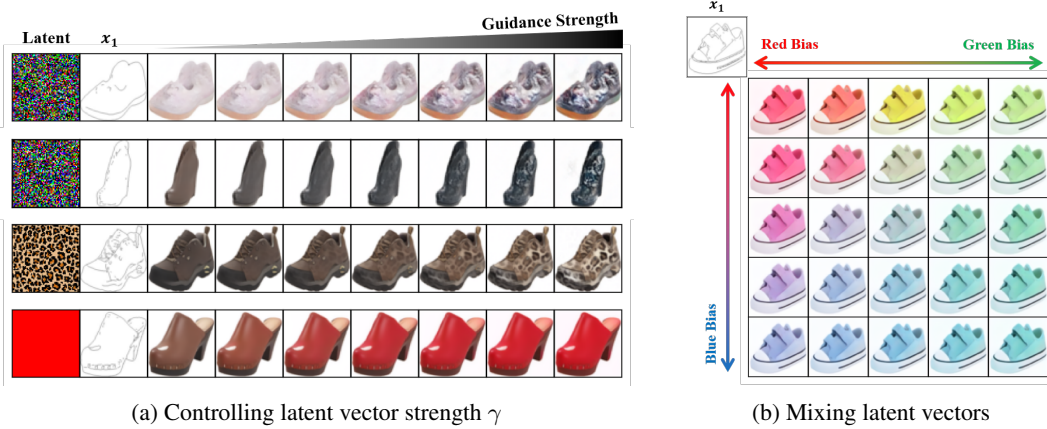 Latent
x₁
Guidance Strength
(a) Controlling latent vector strength γ
x₁
Red Bias
Green Bias
Blue Bias
(b) Mixing latent vectors